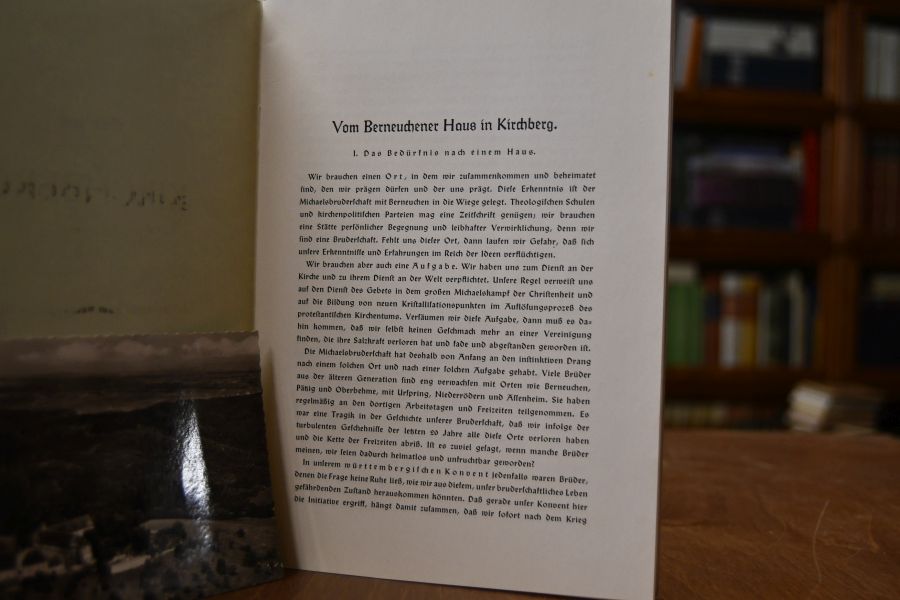 Vom Berneuchener Haus in Kirchberg.
1. Das Bedürfnis nach einem Haus.
Wir brauchen einen Ort, in dem wir zusammenkommen und beheimatet
sind, den wir prägen dürfen und der uns prägt. Diese Erkenntnis ist der
Michaelsbruderschaft mit Berneuchen in die Wiege gelegt. Theologischen Schulen
und kirchenpolitischen Parteien mag eine Zeitschrift genügen; wir brauchen
eine Stätte persönlicher Begegnung und leibhafter Verwirklichung, denn wir
sind eine Bruderschaft. Fehlt uns dieser Ort, dann laufen wir Gefahr, daß sich
unsere Erkenntnisse und Erfahrungen im Reich der Ideen verflüchtigen.
Wir brauchen aber auch eine Aufgabe. Wir haben uns zum Dienst an der
Kirche und zu ihrem Dienst an der Welt verpflichtet. Unsere Regel verweist uns
auf den Dienst des Gebets in dem großen Michaelskampf der Christenheit und
auf die Bildung von neuen Kristallisationspunkten im Auflösungsprozeß des
protestantischen Kirchentums. Versäumen wir diese Aufgabe, dann muß es da-
hin kommen, daß wir selbst keinen Geschmack mehr an einer Vereinigung
finden, die ihre Salzkraft verloren hat und fade und abgestanden geworden ist.
Die Michaelsbruderschaft hat deshalb von Anfang an den instinktiven Drang
nach einem solchen Ort und nach einer solchen Aufgabe gehabt. Viele Brüder
aus der älteren Generation sind eng verwachsen mit Orten wie Berneuchen,
Pätzig und Oberbehme, mit Urspring, Niederrödern und Assenheim. Sie haben
regelmäßig an den dortigen Arbeitstagen und Freizeiten teilgenommen. Es
war eine Tragik in der Geschichte unserer Bruderschaft, daß wir infolge der
turbulenten Geschehnisse der letzten 20 Jahre alle diese Orte verloren haben
und die Kette der Freizeiten abriß. Ist es zuviel gesagt, wenn manche Brüder
meinen, wir seien dadurch heimatlos und unfruchtbar geworden?
In unserem württembergischen Konvent jedenfalls waren Brüder,
denen die Frage keine Ruhe ließ, wie wir aus diesem, unser bruderschaftliches Leben
gefährdenden Zustand herauskommen könnten. Daß gerade unser Konvent hier
die Initiative ergriff, hängt damit zusammen, daß wir sofort nach dem Krieg